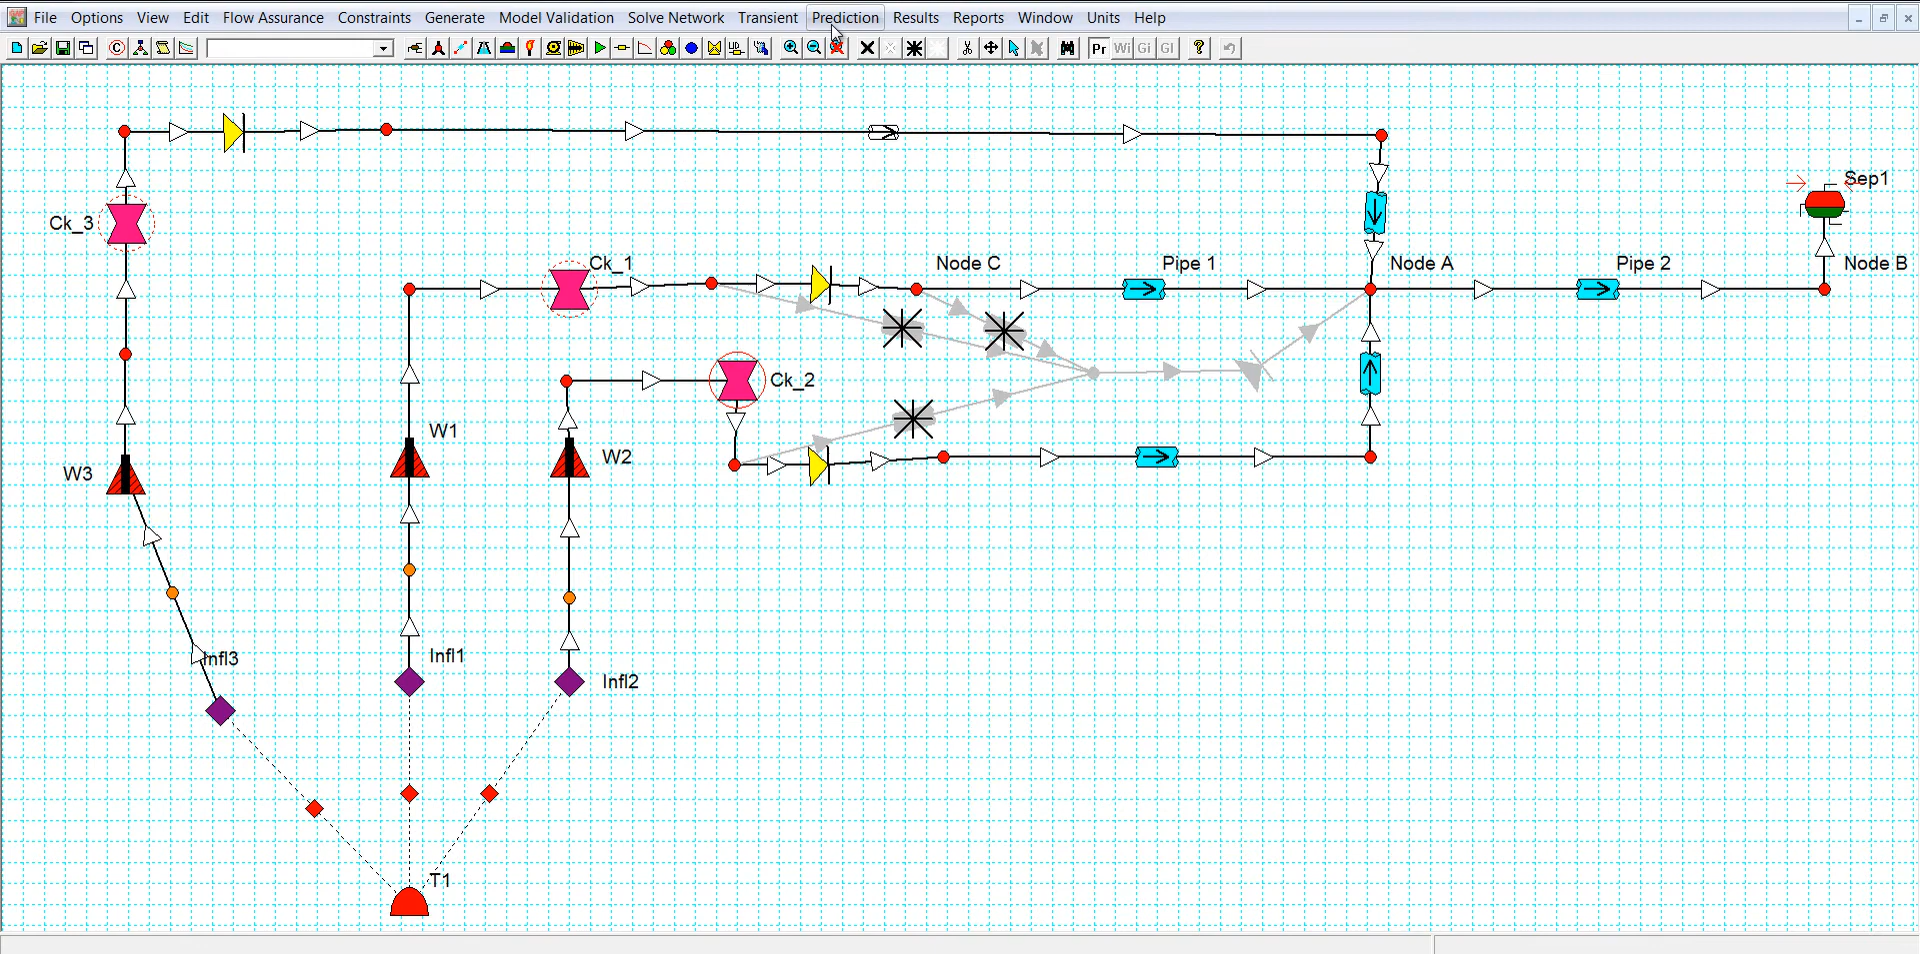 File Options View Edit Flow Assurance Constraints Generate Model Validation Solve Network Transient Prediction Results Reports Window Units Help
Pr Wi Gi GI
Sep1
Ck_3
Ck_1
Node C
Pipe 1
Node A
Pipe 2
Node B
Ck_2
W1
W2
W3
Infl3
Infl1
Infl2
T1